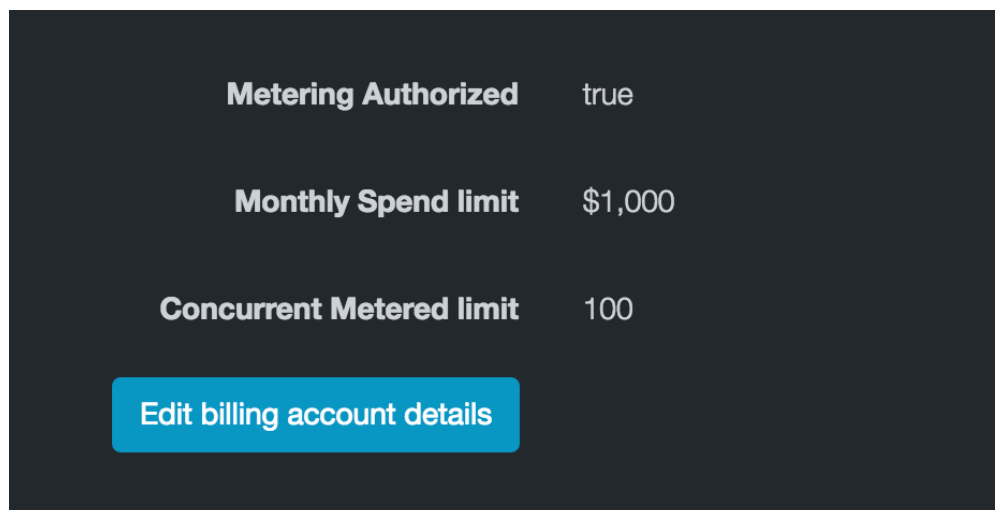 Metering Authorized true
Monthly Spend limit $1,000
Concurrent Metered limit 100
Edit billing account details